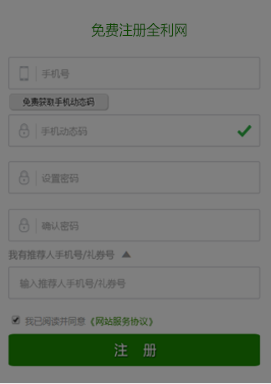 免费注册全利网
手机号
免费获取手机动态码
手机动态码
设置密码
确认密码
我有推荐人手机号/礼券号
输入推荐人手机号/礼券号
我已阅读并同意《网站服务协议》
注 册